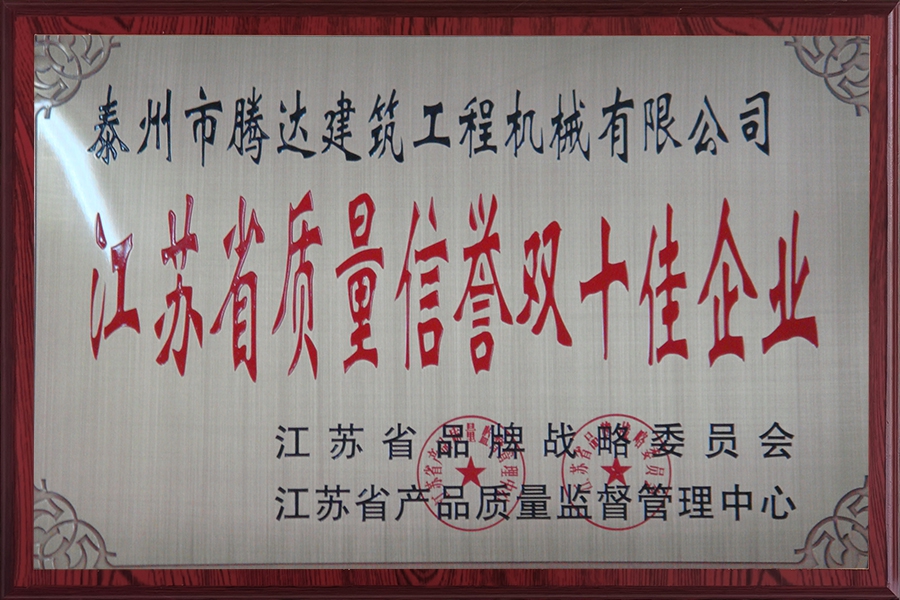 泰州市腾达建筑工程机械有限公司
江苏省质量信誉双十佳企业
江苏省品牌战略委员会
江苏省产品质量监督管理中心